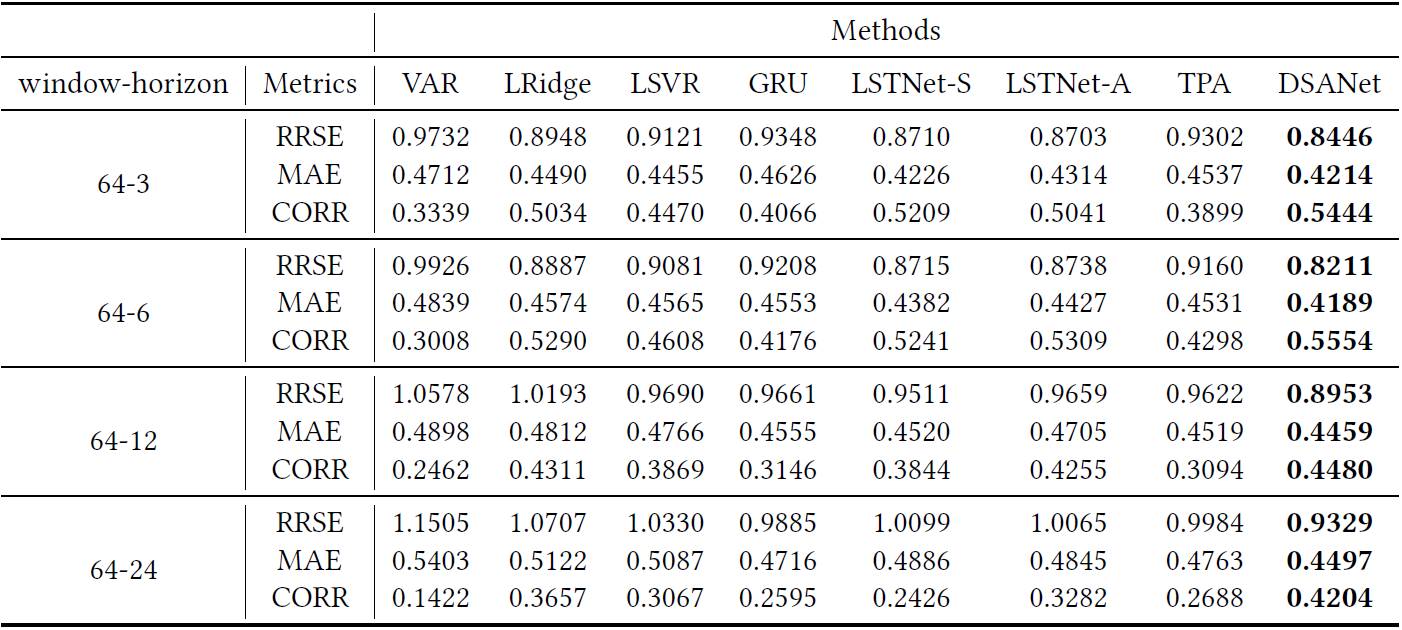 Methods
window-horizon Metrics VAR LRidge LSVR GRU LSTNet-S LSTNet-A TPA DSANet
RRSE 0.9732 0.8948 0.9121 0.9348 0.8710 0.8703 0.9302 0.8446
64-3 MAE 0.4712 0.4490 0.4455 0.4626 0.4226 0.4314 0.4537 0.4214
CORR 0.3339 0.5034 0.4470 0.4066 0.5209 0.5041 0.3899 0.5444
RRSE 0.9926 0.8887 0.9081 0.9208 0.8715 0.8738 0.9160 0.8211
64-6 MAE 0.4839 0.4574 0.4565 0.4553 0.4382 0.4427 0.4531 0.4189
CORR 0.3008 0.5290 0.4608 0.4176 0.5241 0.5309 0.4298 0.5554
RRSE 1.0578 1.0193 0.9690 0.9661 0.9511 0.9659 0.9622 0.8953
64-12 MAE 0.4898 0.4812 0.4766 0.4555 0.4520 0.4705 0.4519 0.4459
CORR 0.2462 0.4311 0.3869 0.3146 0.3844 0.4255 0.3094 0.4480
RRSE 1.1505 1.0707 1.0330 0.9885 1.0099 1.0065 0.9984 0.9329
64-24 MAE 0.5403 0.5122 0.5087 0.4716 0.4886 0.4845 0.4763 0.4497
CORR 0.1422 0.3657 0.3067 0.2595 0.2426 0.3282 0.2688 0.4204